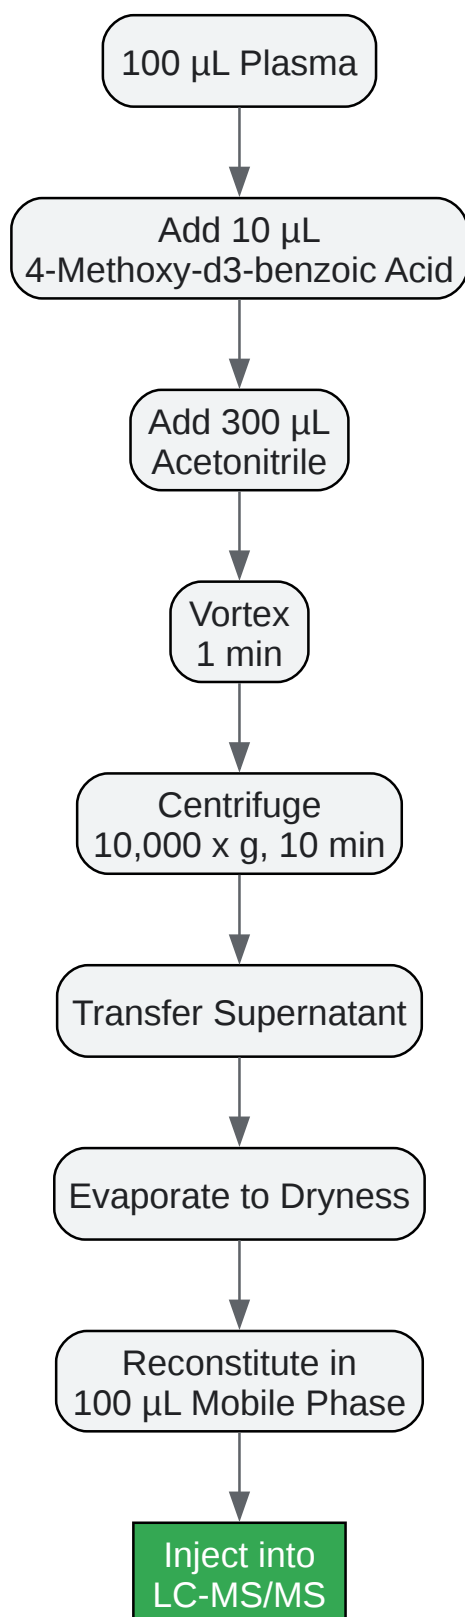 100 µL Plasma
Add 10 µL
4-Methoxy-d3-benzoic Acid
Add 300 µL
Acetonitrile
Vortex
1 min
Centrifuge
10,000 x g, 10 min
Transfer Supernatant
Evaporate to Dryness
Reconstitute in
100 µL Mobile Phase
Inject into
LC-MS/MS